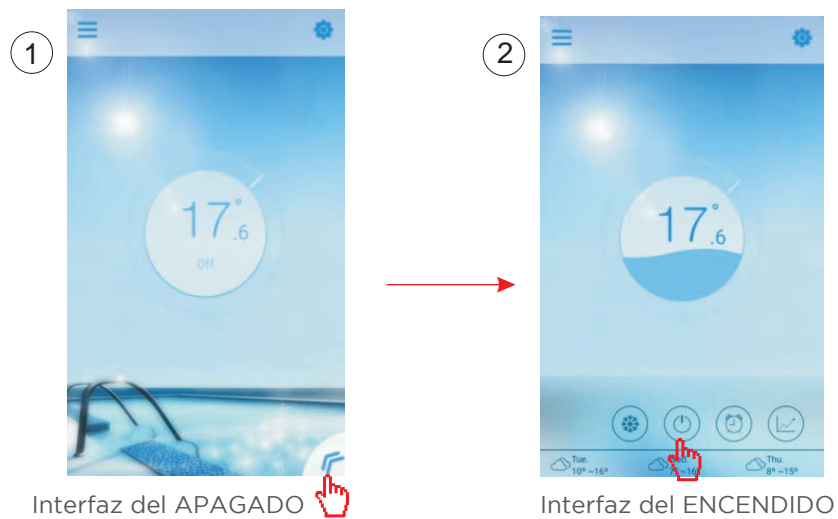 1
17°.6
Off
Interfaz del APAGADO
2
17°.6
Tue.
10° ~16°
Thu.
8° ~15°
Interfaz del ENCENDIDO